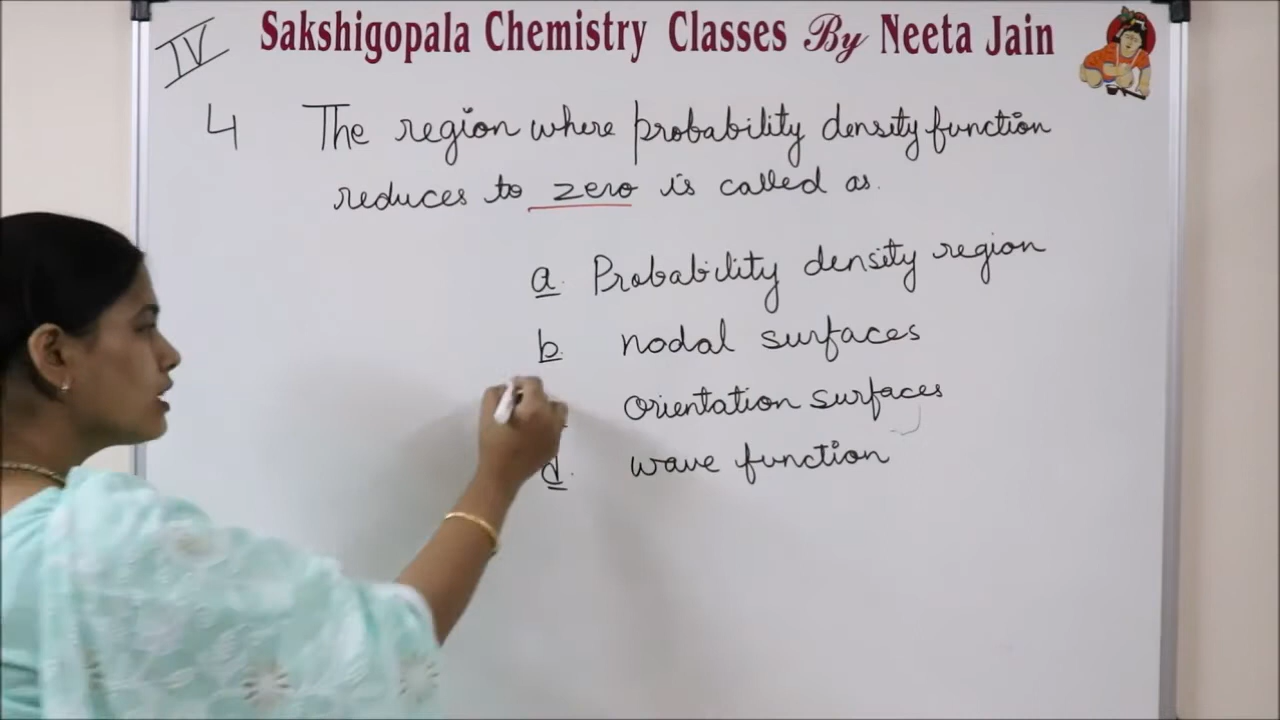 Sakshigopala Chemistry Classes By Neeta Jain
IV
4 The region where probability density function
reduces to zero is called as.
a. Probability density region
b. nodal surfaces
orientation surfaces
d. wave function